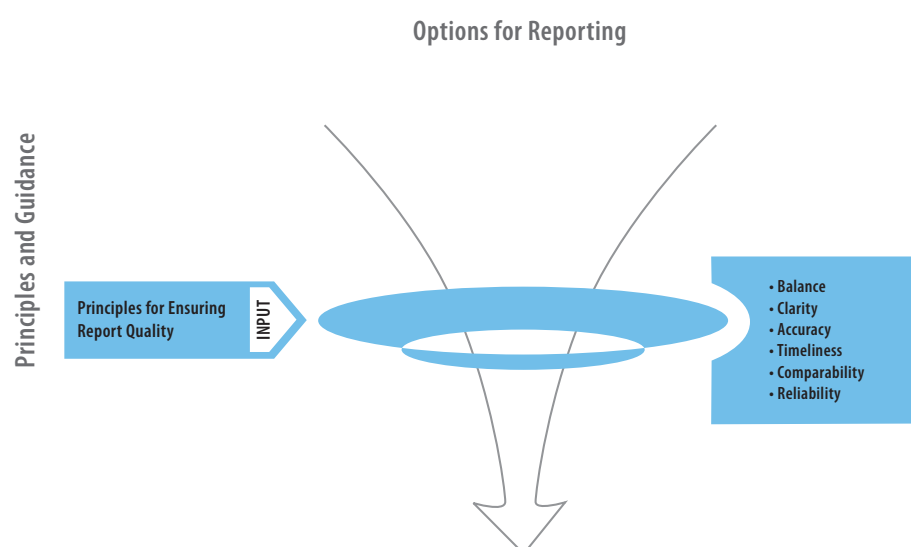 Options for Reporting
Principles and Guidance
Principles for Ensuring
Report Quality
INPUT
• Balance
• Clarity
• Accuracy
• Timeliness
• Comparability
• Reliability